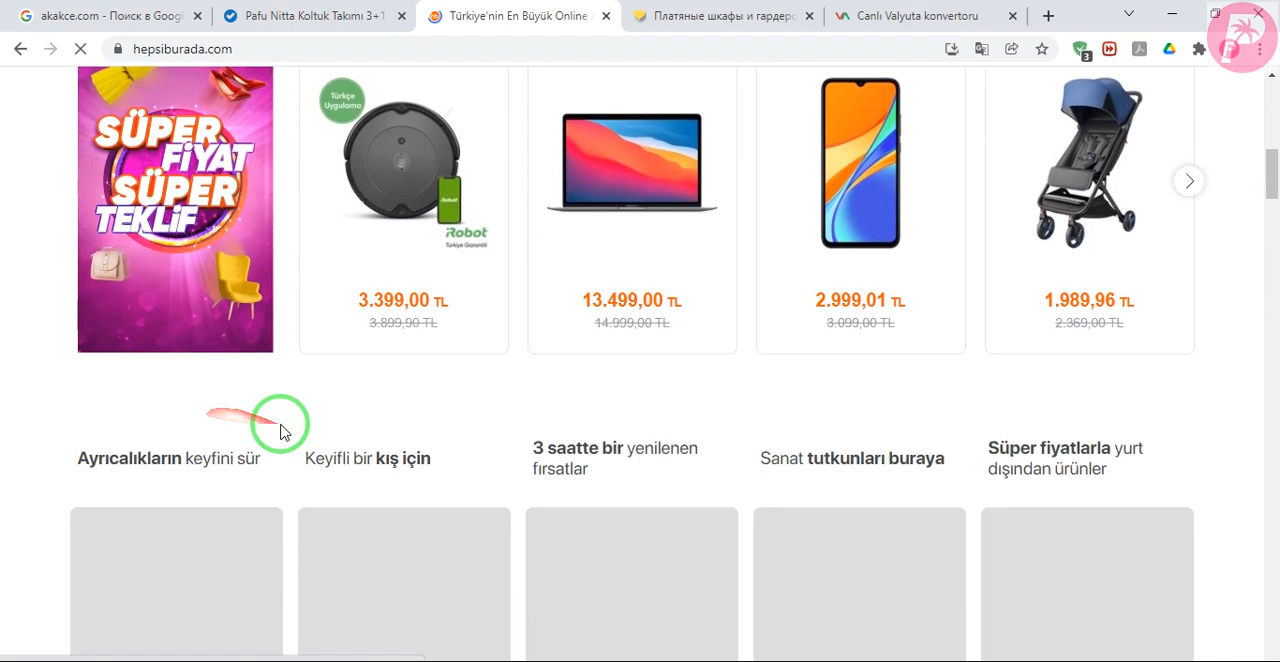 akakce.com - Поиск в Googl
Pafu Nitta Koltuk Takımı 3+1
Türkiye'nin En Büyük Online
Платяные шкафы и гардерс
Canlı Valyuta konvertoru
hepsiburada.com
3
SÜPER
FİYAT
SÜPER
TEKLİF
Türkçe
Uygulama
iRobot
iRobot
Türkiye Garantili
3.399,00 TL
3.899,90 TL
13.499,00 TL
14.999,00 TL
2.999,01 TL
3.099,00 TL
1.989,96 TL
2.369,00 TL
Ayrıcalıkların keyfini sür
Keyifli bir kış için
3 saatte bir yenilenen
fırsatlar
Sanat tutkunları buraya
Süper fiyatlarla yurt
dışından ürünler